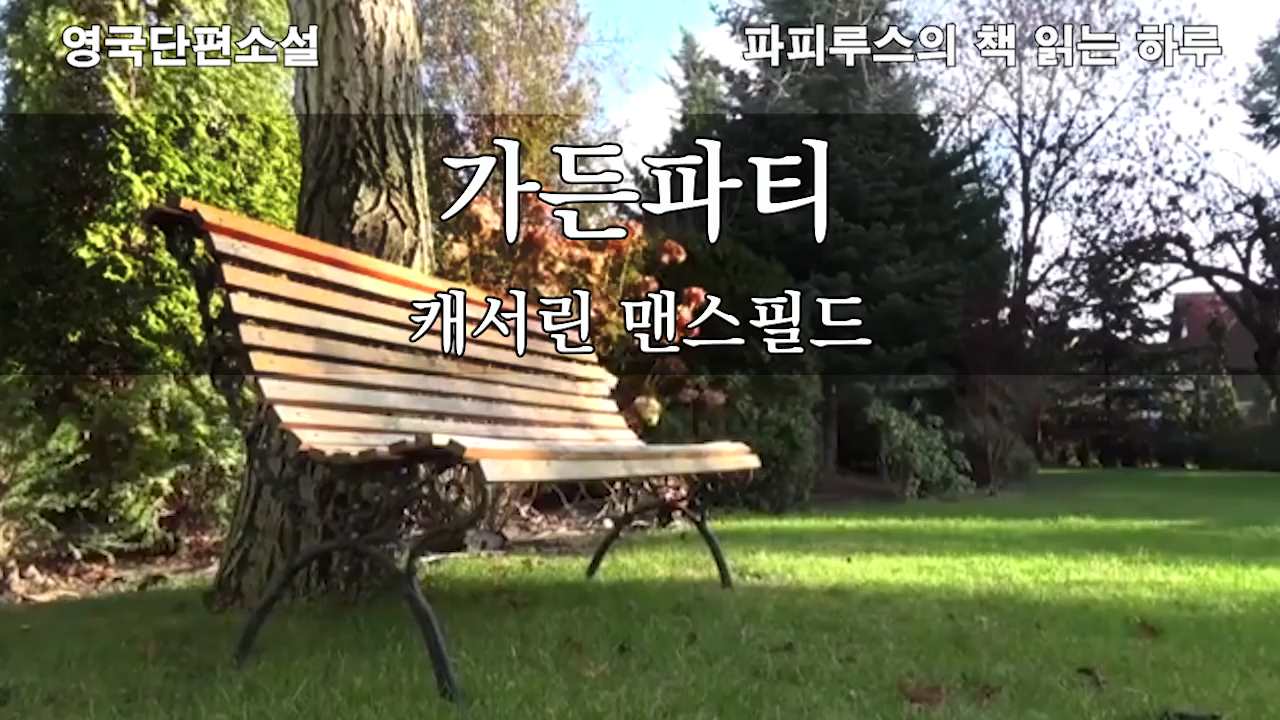 영국단편소설
파피루스의 책 읽는 하루
가든파티
캐서린 맨스필드